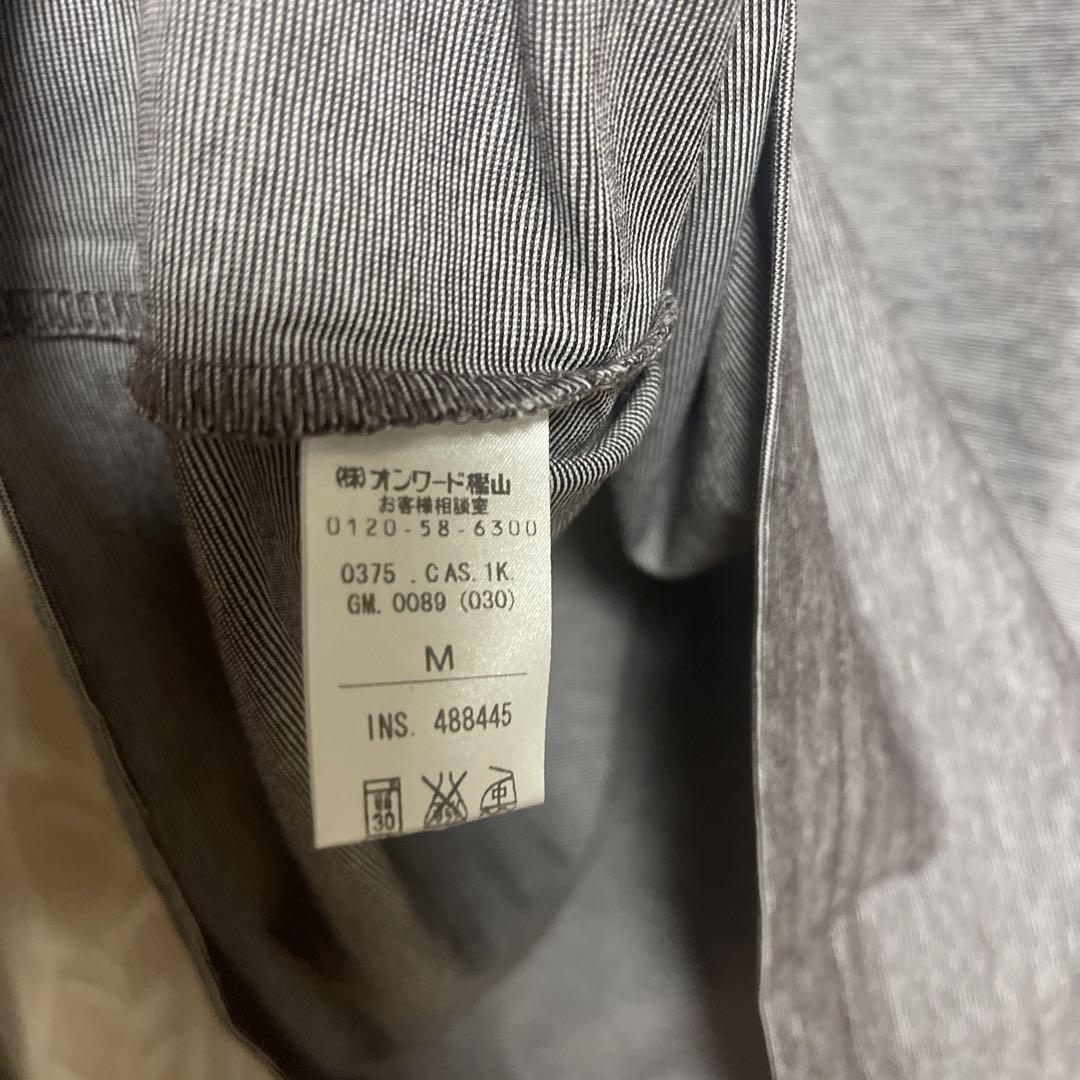 ㈱オンワード樫山
お客様相談室
0120-58-6300
0375 .CAS.1K.
GM. 0089 (030)
M
INS. 488445
30 中